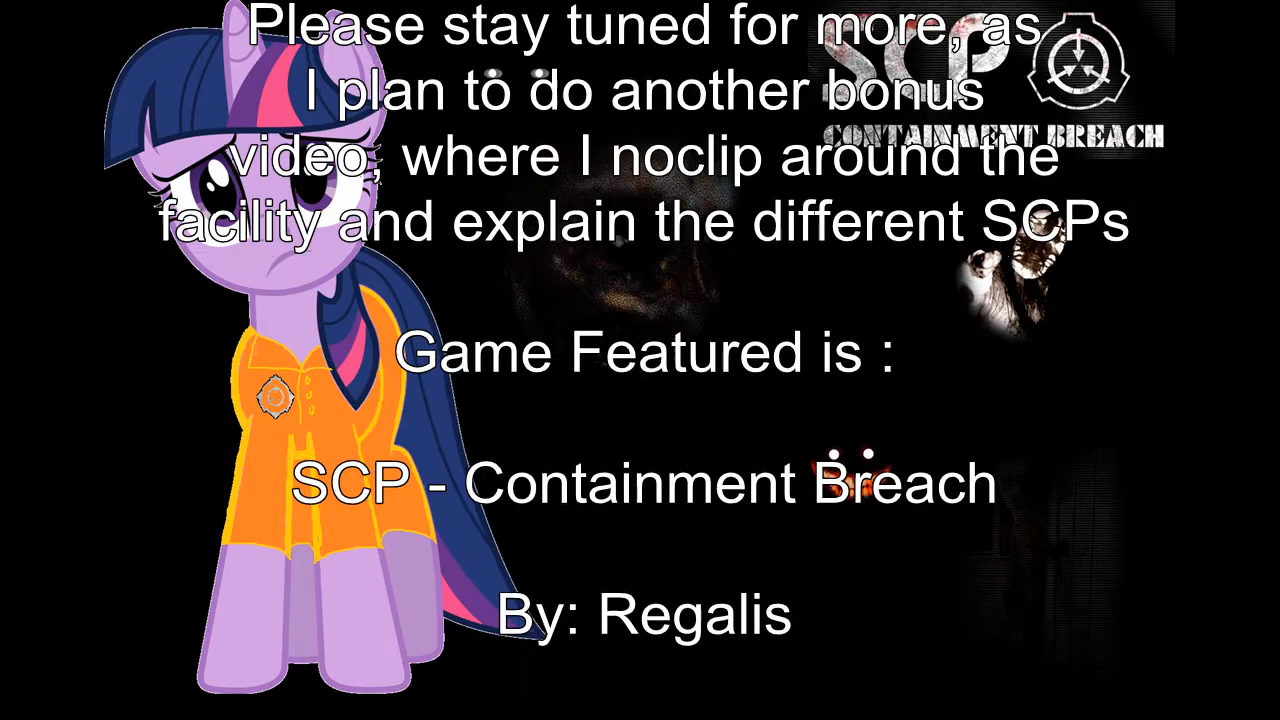 Please stay tuned for more, as
I plan to do another bonus
video, where I noclip around the
facility and explain the different SCPs
Game Featured is :
SCP - Containment Breach
By: Regalis
SCP
CONTAINMENT BREACH